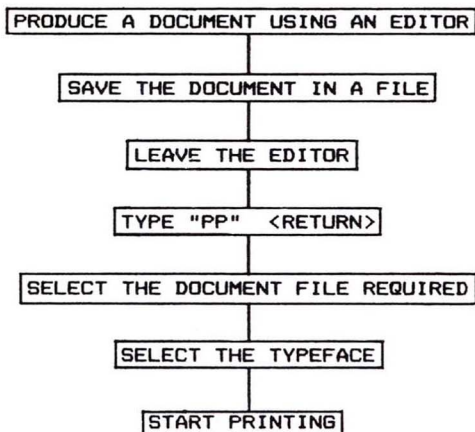 PRODUCE A DOCUMENT USING AN EDITOR
SAVE THE DOCUMENT IN A FILE
LEAVE THE EDITOR
TYPE "PP" <RETURN>
SELECT THE DOCUMENT FILE REQUIRED
SELECT THE TYPEFACE
START PRINTING